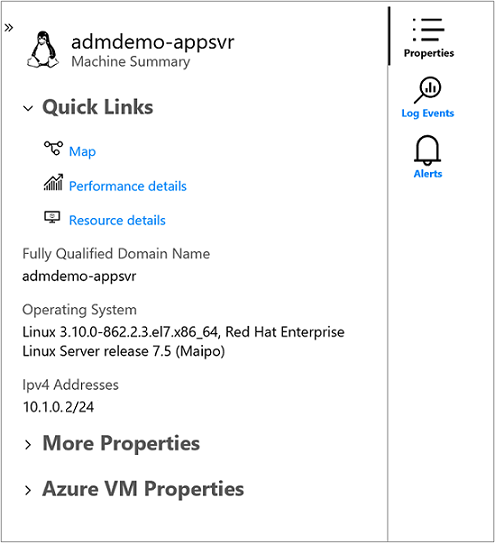 admdemo-appsvr
Machine Summary
Quick Links
Map
Performance details
Resource details
Fully Qualified Domain Name
admdemo-appsvr
Operating System
Linux 3.10.0-862.2.3.el7.x86_64, Red Hat Enterprise
Linux Server release 7.5 (Maipo)
Ipv4 Addresses
10.1.0.2/24
More Properties
Azure VM Properties
Properties
Log Events
Alerts